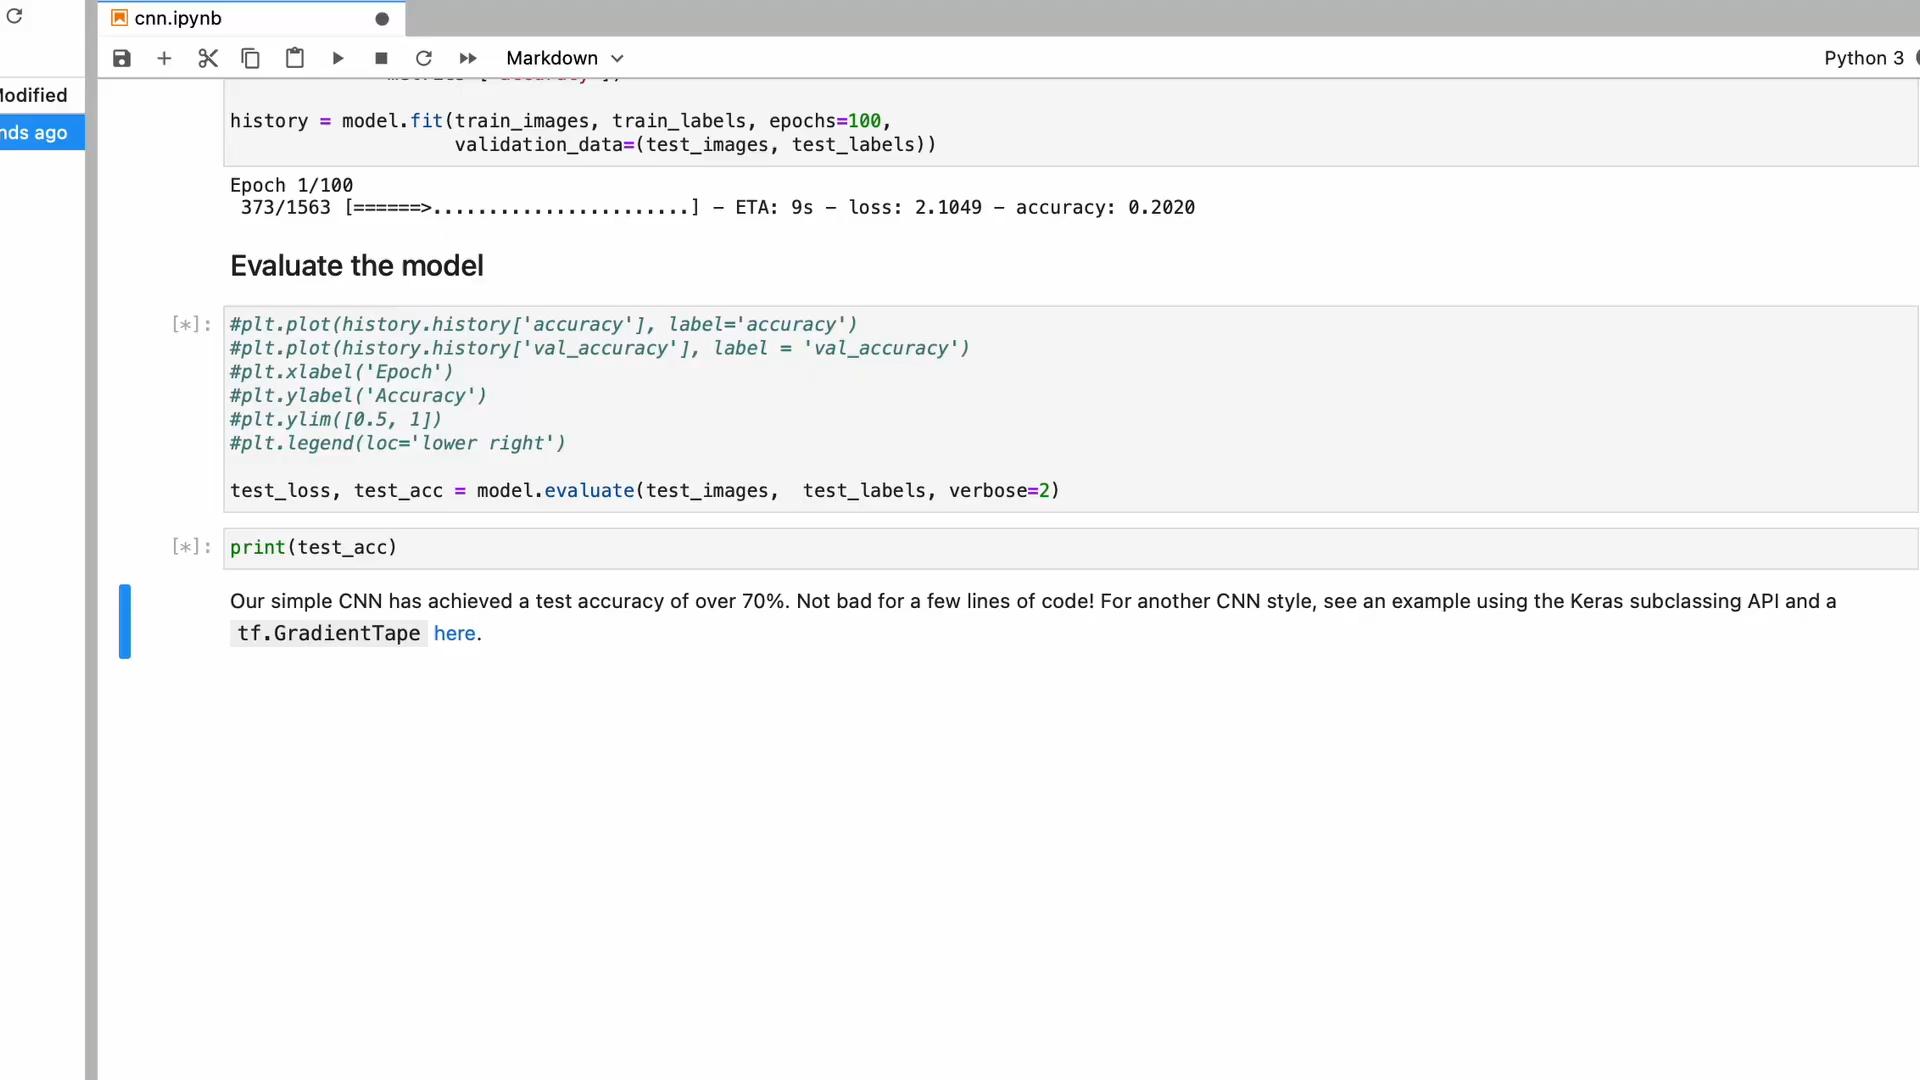 cnn.ipynb
Markdown
Python 3
Modified
nds ago
history = model.fit(train_images, train_labels, epochs=100,
validation_data=(test_images, test_labels))
Epoch 1/100
373/1563 [======>.......................] - ETA: 9s - loss: 2.1049 - accuracy: 0.2020
Evaluate the model
[*]:
#plt.plot(history.history['accuracy'], label='accuracy')
#plt.plot(history.history['val_accuracy'], label = 'val_accuracy')
#plt.xlabel('Epoch')
#plt.ylabel('Accuracy')
#plt.ylim([0.5, 1])
#plt.legend(loc='lower right')
test_loss, test_acc = model.evaluate(test_images,  test_labels, verbose=2)
[*]:
print(test_acc)
Our simple CNN has achieved a test accuracy of over 70%. Not bad for a few lines of code! For another CNN style, see an example using the Keras subclassing API and a
tf.GradientTape here.